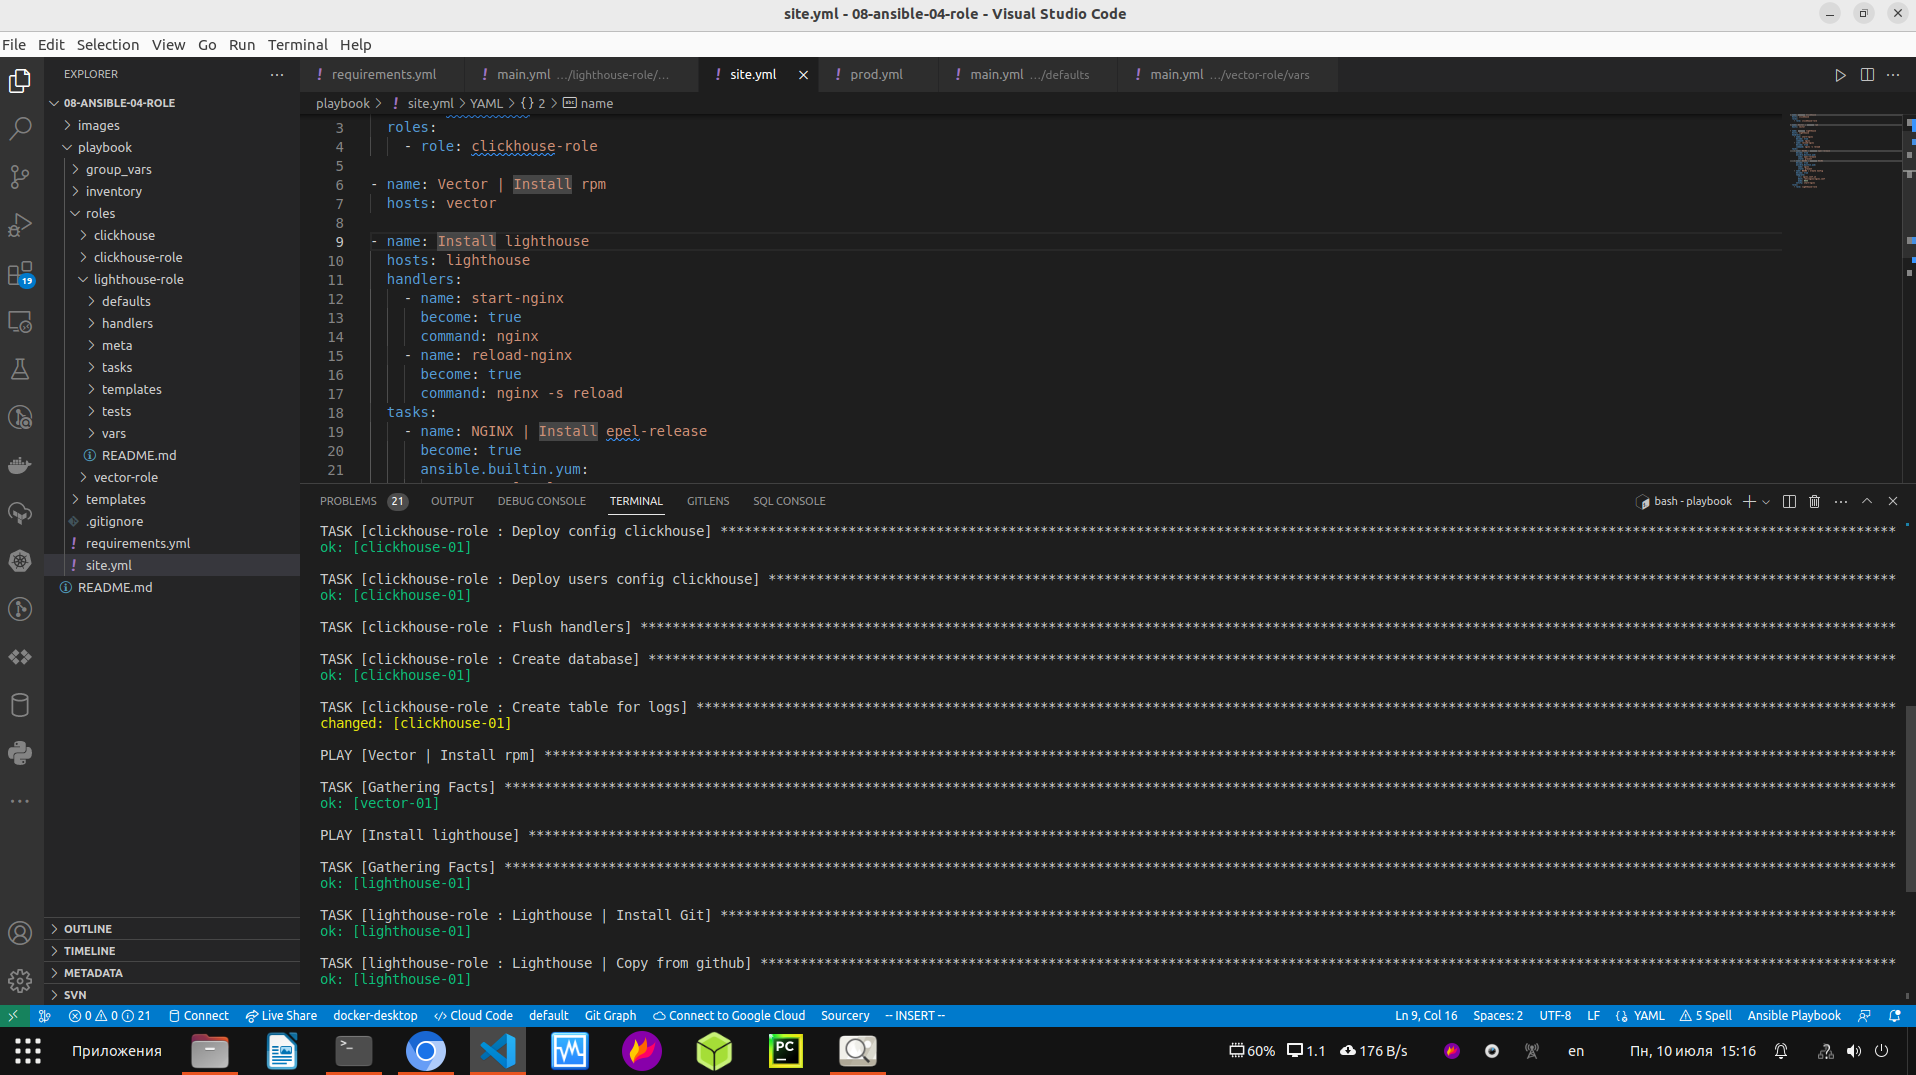 site.yml - 08-ansible-04-role - Visual Studio Code
File Edit Selection View Go Run Terminal Help
EXPLORER
08-ANSIBLE-04-ROLE
images
playbook
group_vars
inventory
roles
clickhouse
clickhouse-role
lighthouse-role
defaults
handlers
meta
tasks
templates
tests
vars
README.md
vector-role
templates
.gitignore
requirements.yml
site.yml
README.md
OUTLINE
TIMELINE
METADATA
SVN
19
requirements.yml
main.yml .../lighthouse-role/...
site.yml
prod.yml
main.yml .../defaults
main.yml .../vector-role/vars
playbook > site.yml > YAML > {} 2 > name
3 roles:
4 - role: clickhouse-role
5
6 - name: Vector | Install rpm
7 hosts: vector
8
9 - name: Install lighthouse
10 hosts: lighthouse
11 handlers:
12 - name: start-nginx
13 become: true
14 command: nginx
15 - name: reload-nginx
16 become: true
17 command: nginx -s reload
18 tasks:
19 - name: NGINX | Install epel-release
20 become: true
21 ansible.builtin.yum:
PROBLEMS 21 OUTPUT DEBUG CONSOLE TERMINAL GITLENS SQL CONSOLE
bash - playbook
TASK [clickhouse-role : Deploy config clickhouse] ***
ok: [clickhouse-01]
TASK [clickhouse-role : Deploy users config clickhouse] ***
ok: [clickhouse-01]
TASK [clickhouse-role : Flush handlers] ***
TASK [clickhouse-role : Create database] ***
ok: [clickhouse-01]
TASK [clickhouse-role : Create table for logs] ***
changed: [clickhouse-01]
PLAY [Vector | Install rpm] ***
TASK [Gathering Facts] ***
ok: [vector-01]
PLAY [Install lighthouse] ***
TASK [Gathering Facts] ***
ok: [lighthouse-01]
TASK [lighthouse-role : Lighthouse | Install Git] ***
ok: [lighthouse-01]
TASK [lighthouse-role : Lighthouse | Copy from github] ***
ok: [lighthouse-01]
0 0 21 Connect Live Share docker-desktop Cloud Code default Git Graph Connect to Google Cloud Sourcery -- INSERT --
Ln 9, Col 16 Spaces: 2 UTF-8 LF YAML 5 Spell Ansible Playbook
Приложения
PC
60% 1.1 176 B/s en Пн, 10 июля 15:16